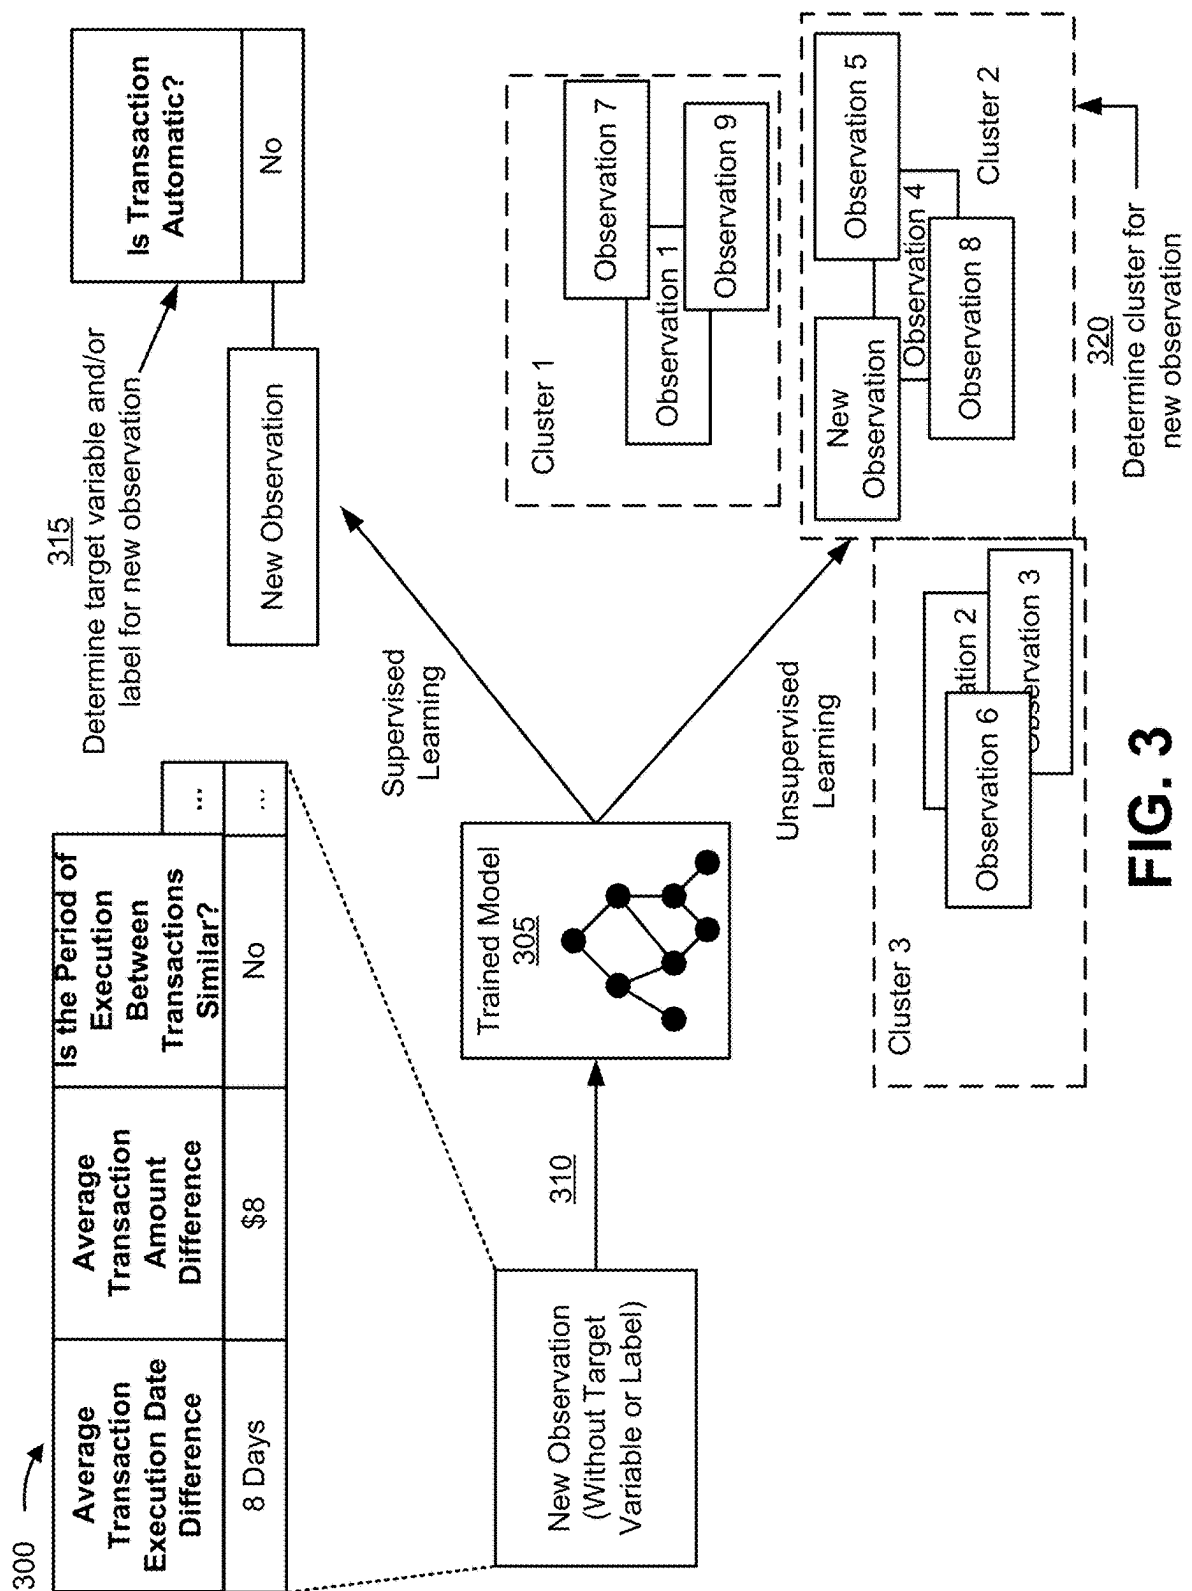 300
Average
Transaction
Execution Date
Difference
Average
Transaction
Amount
Difference
Is the Period of
Execution
Between
Transactions
Similar?
...
8 Days
$8
No
...
New Observation
(Without Target
Variable or Label)
310
Trained Model
305
Supervised
Learning
Unsupervised
Learning
315
Determine target variable and/or
label for new observation
New Observation
Is Transaction
Automatic?
No
Cluster 1
Observation 7
Observation 1
Observation 9
New
Observation
Observation 5
Observation 4
Observation 8
Cluster 2
320
Determine cluster for
new observation
Cluster 3
ation 2
Observation 6
servation 3
FIG. 3